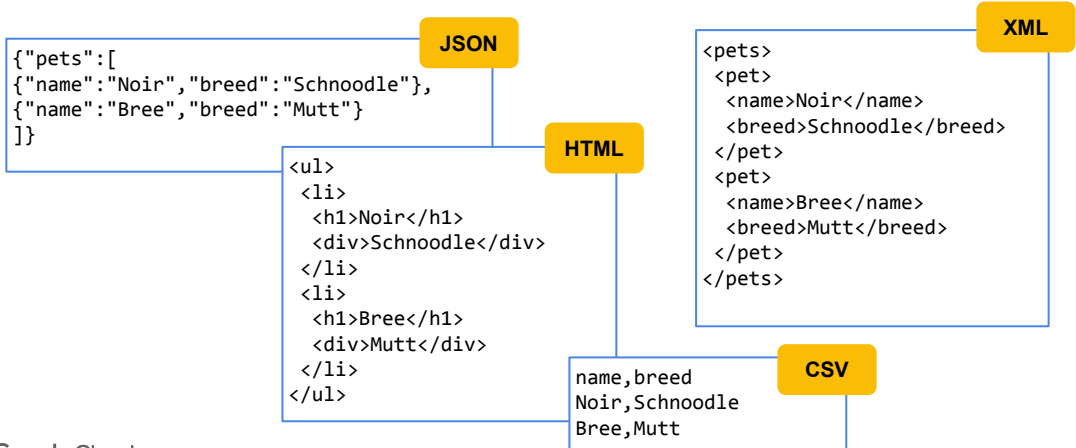 JSON
{"pets":[
{"name":"Noir","breed":"Schnoodle"},
{"name":"Bree","breed":"Mutt"}
]}
HTML
<ul>
 <li>
  <h1>Noir</h1>
  <div>Schnoodle</div>
 </li>
 <li>
  <h1>Bree</h1>
  <div>Mutt</div>
 </li>
</ul>
XML
<pets>
 <pet>
  <name>Noir</name>
  <breed>Schnoodle</breed>
 </pet>
 <pet>
  <name>Bree</name>
  <breed>Mutt</breed>
 </pet>
</pets>
CSV
name,breed
Noir,Schnoodle
Bree,Mutt